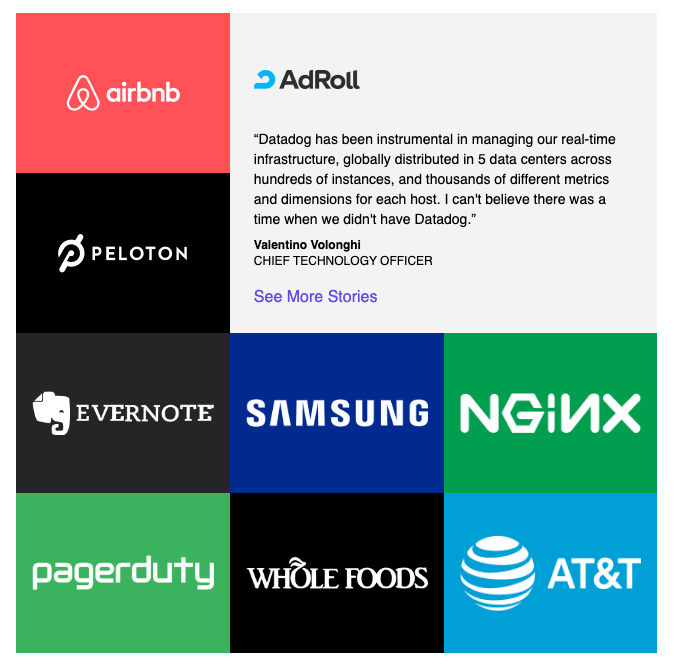 airbnb
AdRoll
“Datadog has been instrumental in managing our real-time
infrastructure, globally distributed in 5 data centers across
hundreds of instances, and thousands of different metrics
and dimensions for each host. I can't believe there was a
time when we didn't have Datadog.”
Valentino Volonghi
CHIEF TECHNOLOGY OFFICER
See More Stories
PELOTON
EVERNOTE
SAMSUNG
NGiNX
pagerduty
WHOLE FOODS
AT&T